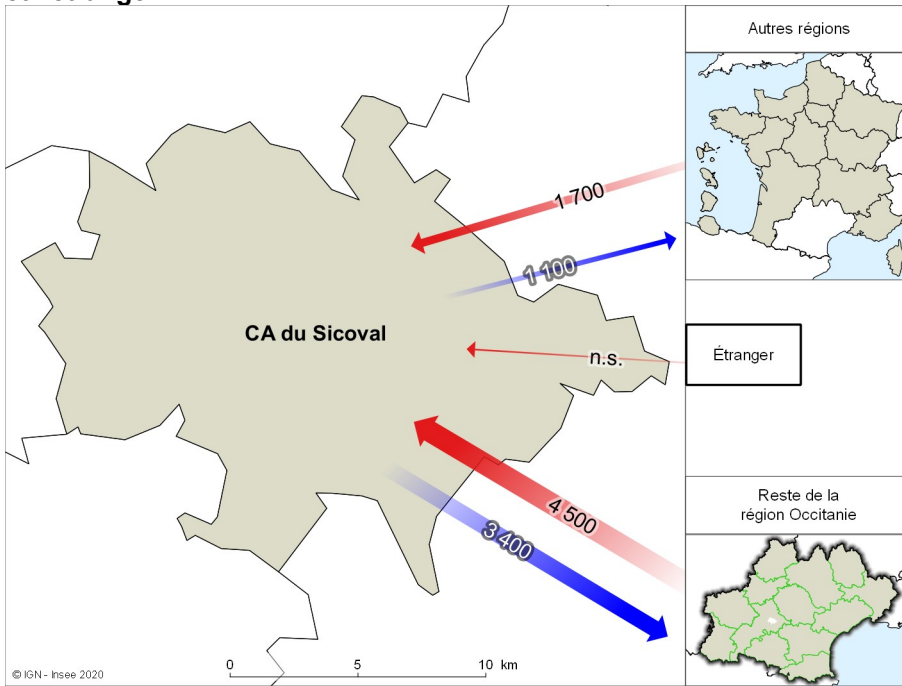 Autres régions
1 700
1 100
CA du Sicoval
n.s.
Étranger
4 500
3 400
Reste de la
région Occitanie
0 5 10 km
© IGN - Insee 2020